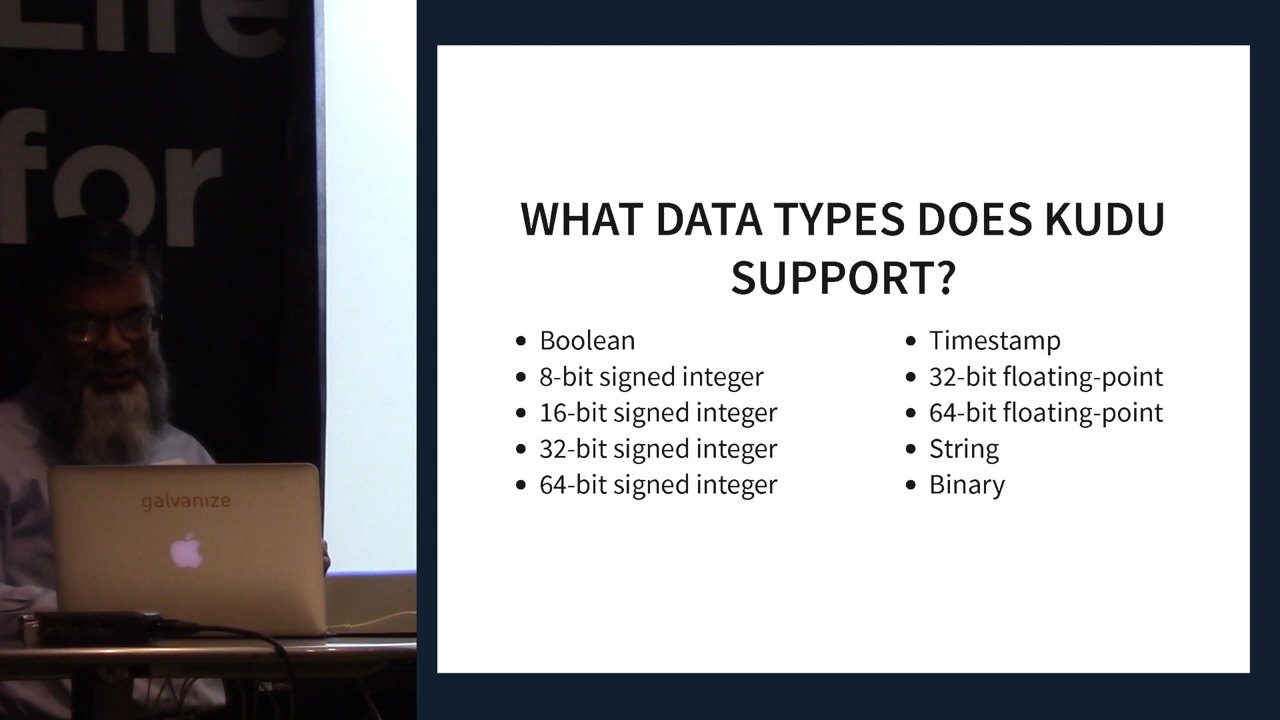 Life
for
galvanize
WHAT DATA TYPES DOES KUDU
SUPPORT?
• Boolean
• 8-bit signed integer
• 16-bit signed integer
• 32-bit signed integer
• 64-bit signed integer
• Timestamp
• 32-bit floating-point
• 64-bit floating-point
• String
• Binary